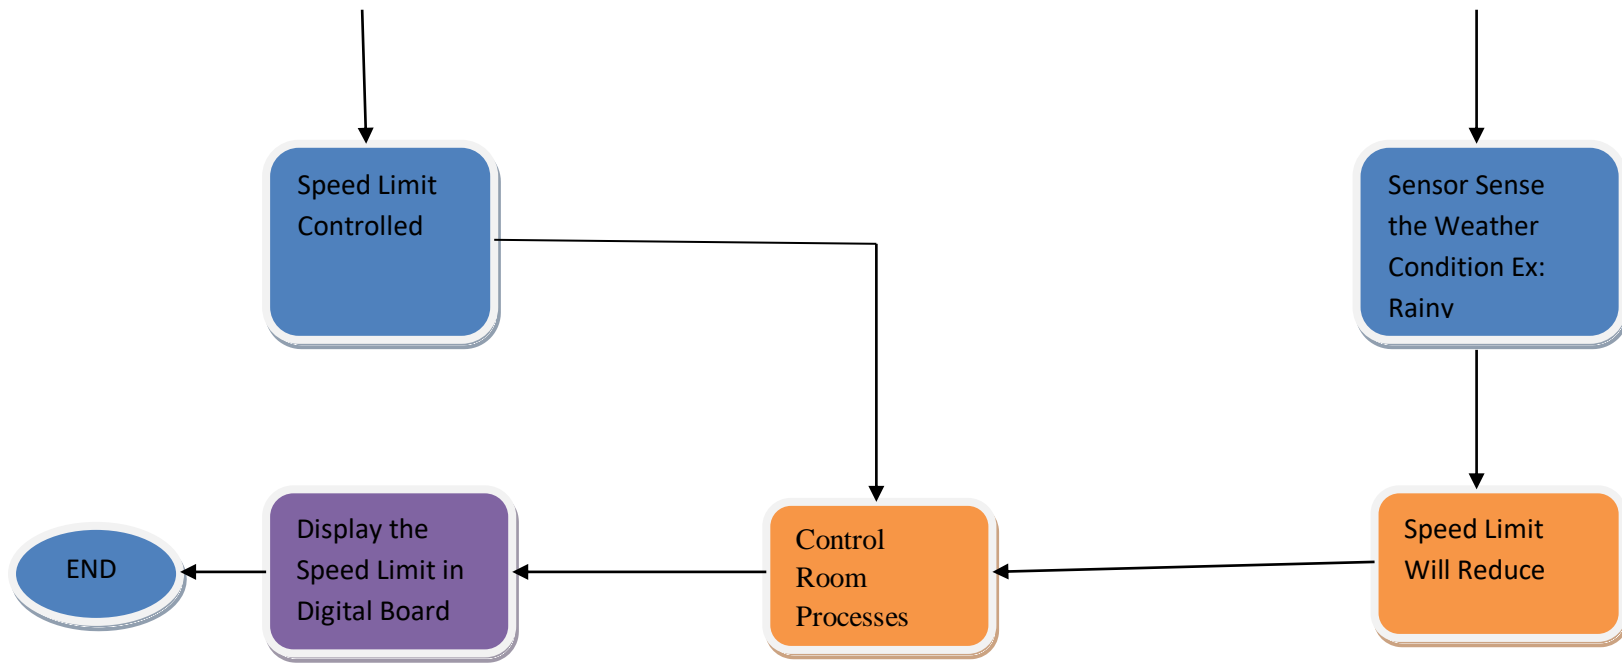 Speed Limit
Controlled
Sensor Sense
the Weather
Condition Ex:
Rainy
END
Display the
Speed Limit in
Digital Board
Control
Room
Processes
Speed Limit
Will Reduce